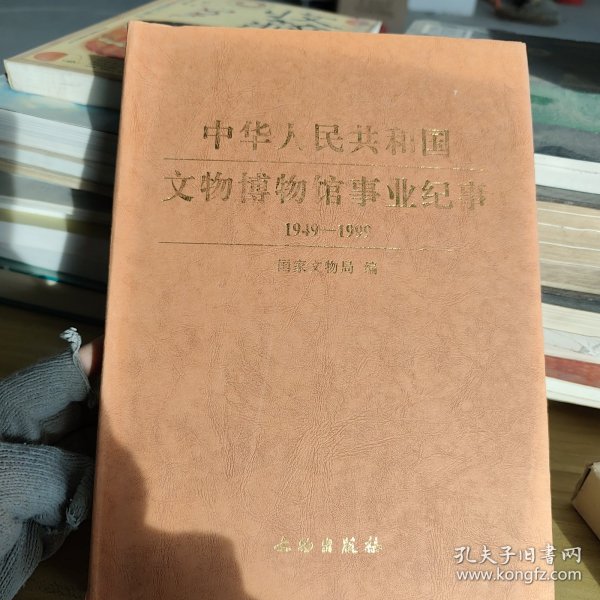 中华人民共和国
文物博物馆事业纪事
1949—1999
国家文物局 编
文物出版社
孔夫子旧书网
www.kongfz.com